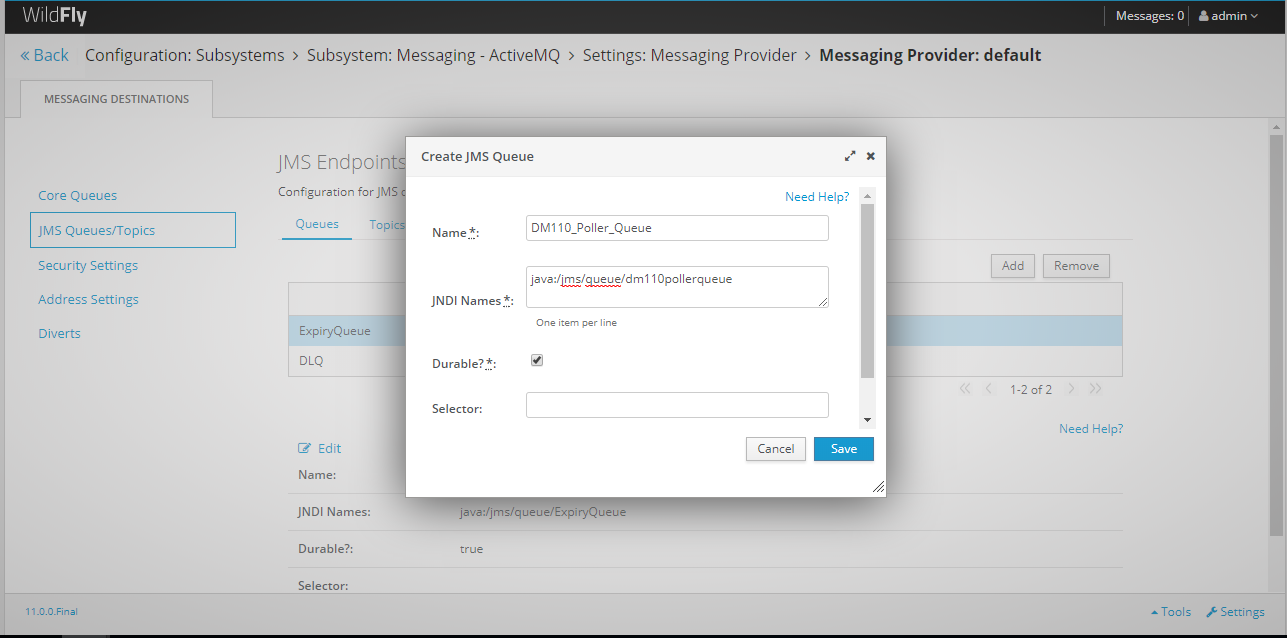 WildFly
Messages: 0
admin
« Back Configuration: Subsystems > Subsystem: Messaging - ActiveMQ > Settings: Messaging Provider > Messaging Provider: default
MESSAGING DESTINATIONS
Core Queues
JMS Queues/Topics
Security Settings
Address Settings
Diverts
JMS Endpoints
Configuration for JMS
Queues Topics
Add Remove
ExpiryQueue
DLQ
1-2 of 2
Need Help?
Edit
Name:
JNDI Names: java:/jms/queue/ExpiryQueue
Durable?: true
Selector:
Create JMS Queue
Need Help?
Name*: DM110_Poller_Queue
JNDI Names*: java:/jms/queue/dm110pollerqueue
One item per line
Durable?*:
Selector:
Cancel Save
11.0.0.Final
Tools Settings